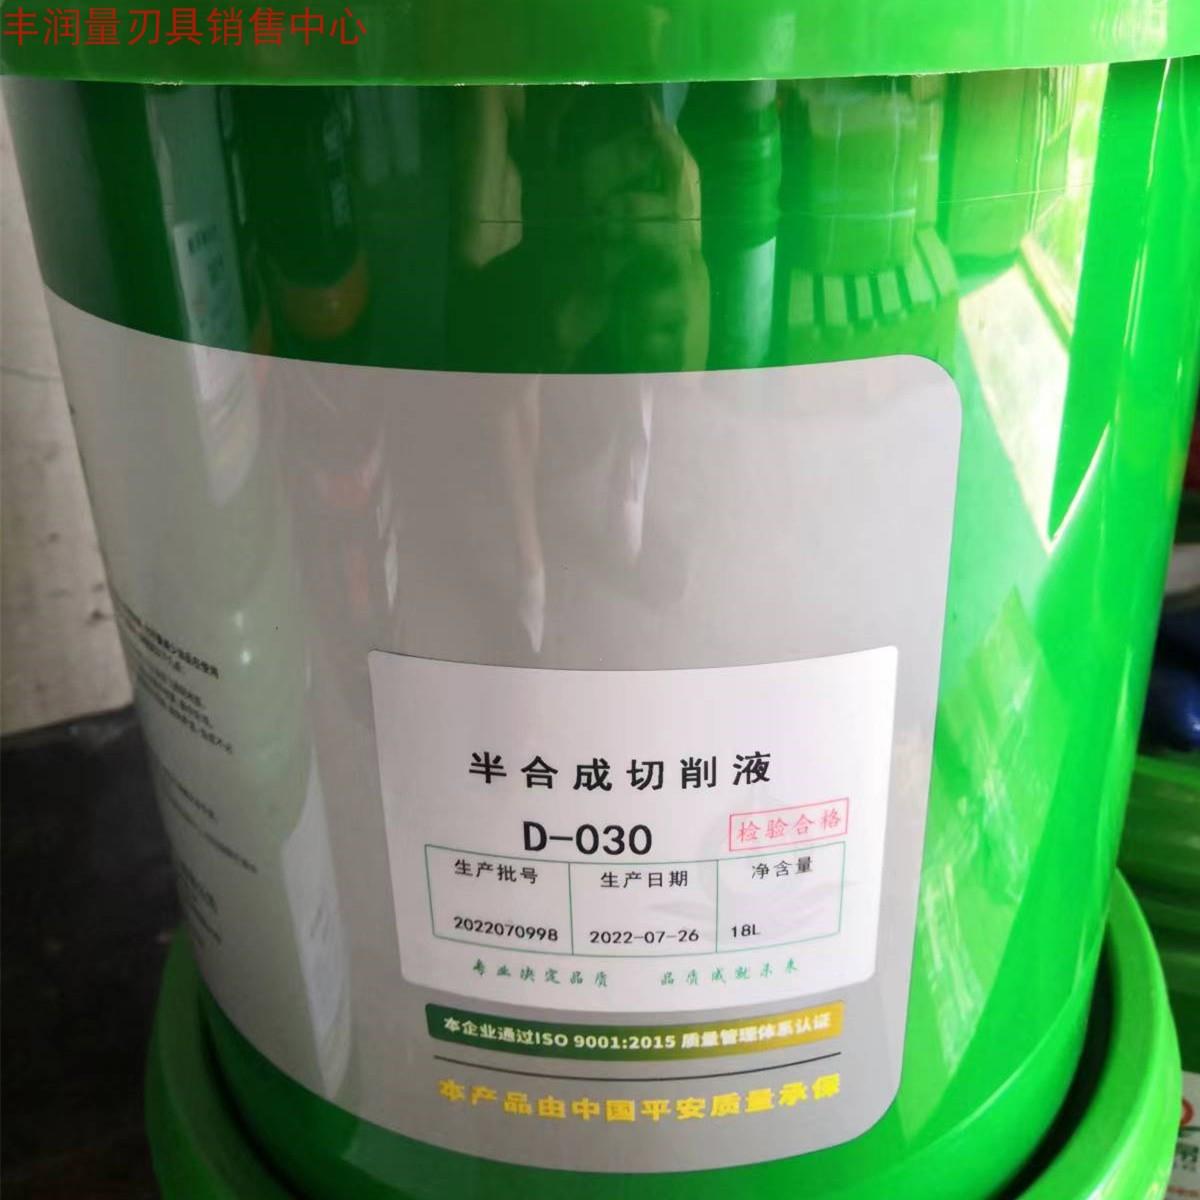 丰润量刃具销售中心
半合成切削液
D-030
检验合格
生产批号 生产日期 净含量
2022070998 2022-07-26 18L
专业决定品质 品质成就未来
本企业通过ISO 9001:2015 质量管理体系认证
本产品由中国平安质量承保